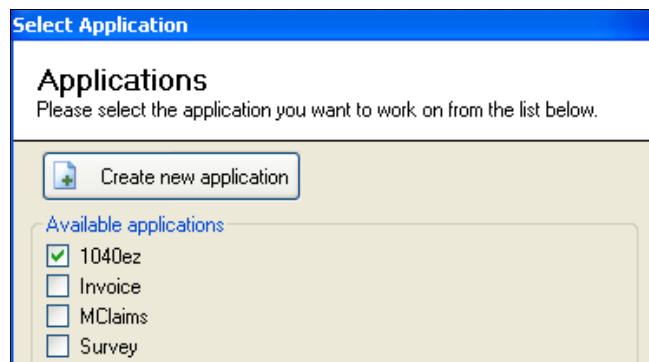 Select Application
Applications
Please select the application you want to work on from the list below.
Create new application
Available applications
1040ez
Invoice
MClaims
Survey